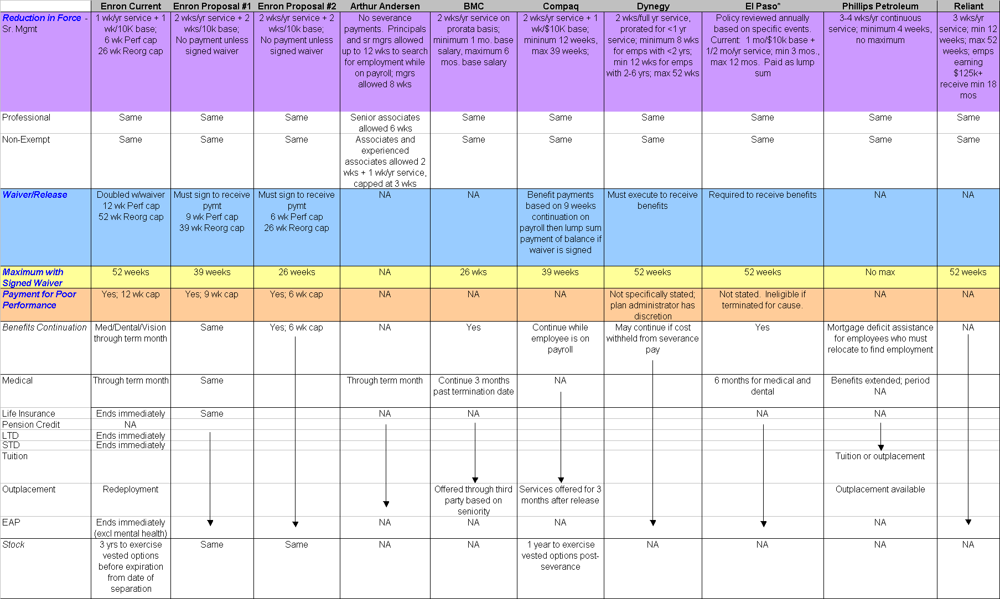 Enron Current Enron Proposal #1 Enron Proposal #2 Arthur Andersen BMC Compaq Dynegy El Paso* Phillips Petroleum Reliant
Reduction in Force -
Sr. Mgmt
1 wk/yr service + 1
wk/10K base;
6 wk Perf cap
26 wk Reorg cap
2 wks/yr service + 2
wks/10k base;
No payment unless
signed waiver
2 wks/yr service + 2
wks/10k base;
No payment unless
signed waiver
No severance
payments. Principals
and sr mgrs allowed
up to 12 wks to search
for employment while
on payroll; mgrs
allowed 8 wks
2 wks/yr service on
prorata basis;
minimum 1 mo. base
salary, maximum 6
mos. base salary
2 wks/yr service + 1
wk/$10K base;
mininum 12 weeks,
max 39 weeks;
2 wks/full yr service,
prorated for <1 yr
service; minimum 8 wks
for emps with <2 yrs;
min 12 wks for emps
with 2-6 yrs; max 52 wks
Policy reviewed annually
based on specific events.
Current: 1 mo/$10k base +
1/2 mo/yr service; min 3 mos.,
max 12 mos. Paid as lump
sum
3-4 wks/yr continuous
service; minimum 4 weeks,
no maximum
3 wks/yr
service; min 12
weeks; max 52
weeks; emps
earning
$125k+
receive min 18
mos
Professional
Same
Same
Same
Senior associates
allowed 6 wks
Same
Same
Same
Same
Same
Same
Non-Exempt
Same
Same
Same
Associates and
experienced
associates allowed 2
wks + 1 wk/yr service,
capped at 3 wks
Same
Same
Same
Same
Same
Same
Waiver/Release
Doubled w/waiver
12 wk Perf cap
52 wk Reorg cap
Must sign to receive
pymt
9 wk Perf cap
39 wk Reorg cap
Must sign to receive
pymt
6 wk Perf cap
26 wk Reorg cap
NA
NA
Benefit payments
based on 9 weeks
continuation on
payroll then lump sum
payment of balance if
waiver is signed
Must execute to receive
benefits
Required to receive benefits
NA
NA
Maximum with
Signed Waiver
52 weeks
39 weeks
26 weeks
NA
26 wks
39 weeks
52 weeks
52 weeks
No max
52 weeks
Payment for Poor
Performance
Yes; 12 wk cap
Yes; 9 wk cap
Yes; 6 wk cap
NA
NA
NA
Not specifically stated;
plan administrator has
discretion
Not stated. Ineligible if
terminated for cause.
NA
NA
Benefits Continuation
Med/Dental/Vision
through term month
Same
Yes; 6 wk cap
NA
Yes
Continue while
employee is on
payroll
May continue if cost
withheld from severance
pay
Yes
Mortgage deficit assistance
for employees who must
relocate to find employment
NA
Medical
Through term month
Same
Through term month
Continue 3 months
past termination date
NA
6 months for medical and
dental
Benefits extended; period
NA
Life Insurance
Ends immediately
Same
NA
NA
NA
NA
Pension Credit
NA
LTD
Ends immediately
STD
Ends immediately
Tuition
Tuition or outplacement
Outplacement
Redeployment
Offered through third
party based on
seniority
Services offered for 3
months after release
Outplacement available
EAP
Ends immediately
(excl mental health)
NA
NA
NA
NA
Stock
3 yrs to exercise
vested options
before expiration
from date of
separation
Same
Same
NA
NA
1 year to exercise
vested options post-
severance
NA
NA
NA
NA